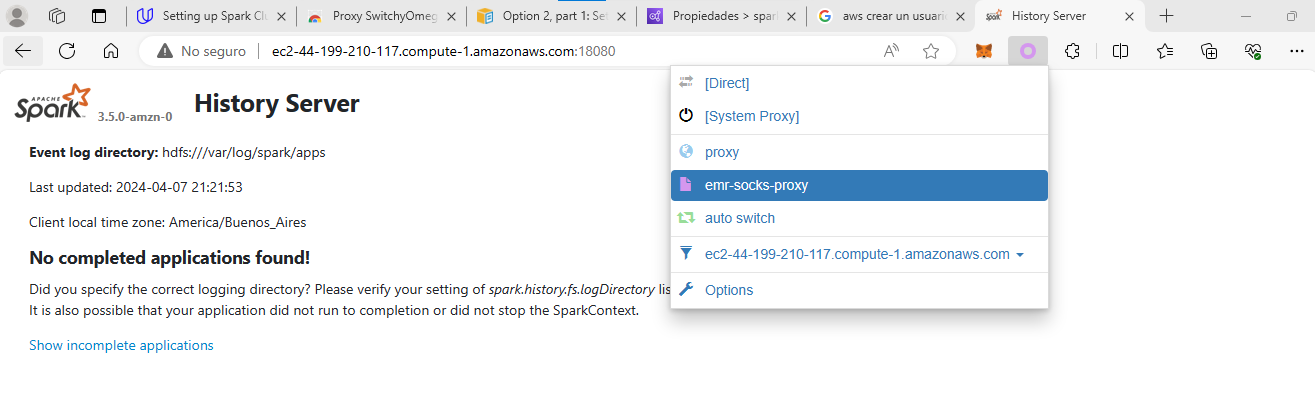 Setting up Spark Clu
Proxy SwitchyOmeg
Option 2, part 1: Set
Propiedades > spar
aws crear un usuari
History Server
No seguro
ec2-44-199-210-117.compute-1.amazonaws.com:18080
APACHE
Spark
3.5.0-amzn-0
History Server
Event log directory: hdfs:///var/log/spark/apps
Last updated: 2024-04-07 21:21:53
Client local time zone: America/Buenos_Aires
No completed applications found!
Did you specify the correct logging directory? Please verify your setting of spark.history.fs.logDirectory lis
It is also possible that your application did not run to completion or did not stop the SparkContext.
Show incomplete applications
[Direct]
[System Proxy]
proxy
emr-socks-proxy
auto switch
ec2-44-199-210-117.compute-1.amazonaws.com
Options